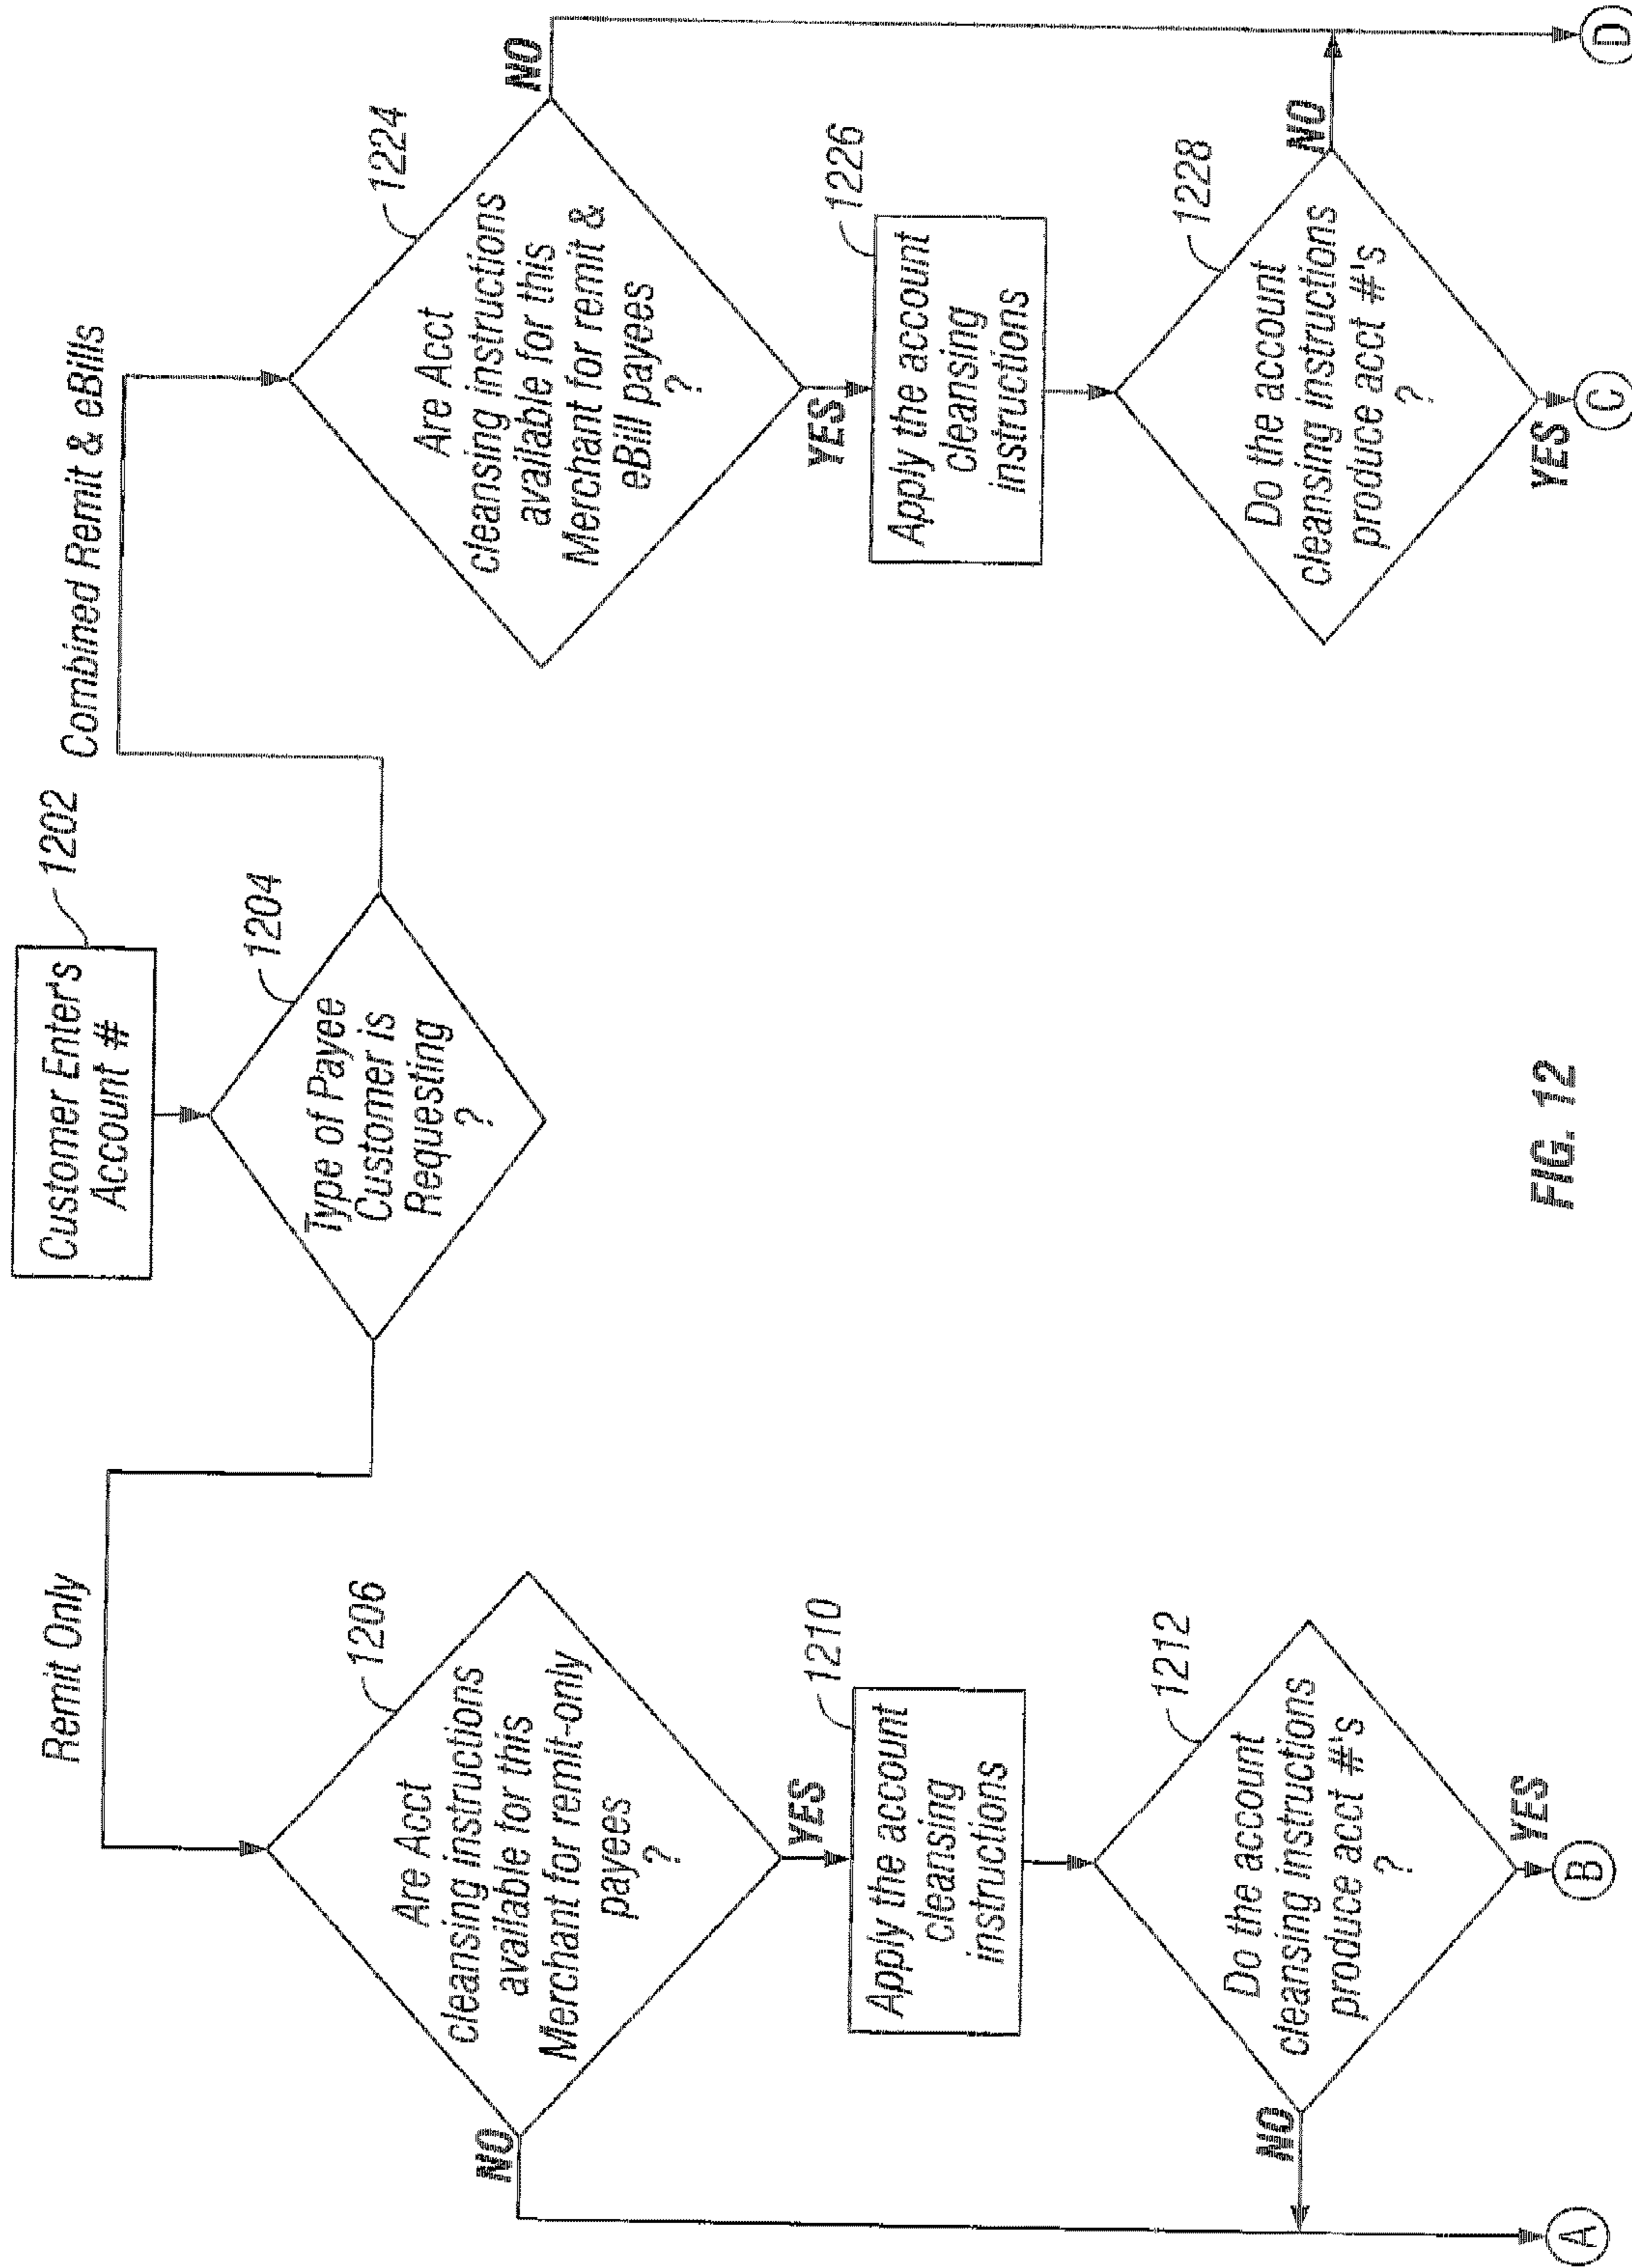 Customer Enter's
Account #
1202
Type of Payee
Customer is
Requesting
?
1204
Remit Only
Combined Remit & eBills
Are Acct
cleansing instructions
available for this
Merchant for remit-only
payees
?
1206
NO
YES
Apply the account
cleansing
instructions
1210
Do the account
cleansing instructions
produce acct #'s
?
1212
NO
YES
A
B
Are Acct
cleansing instructions
available for this
Merchant for remit &
eBill payees
?
1224
NO
YES
Apply the account
cleansing
instructions
1226
Do the account
cleansing instructions
produce acct #'s
?
1228
NO
YES
C
D
FIG. 12